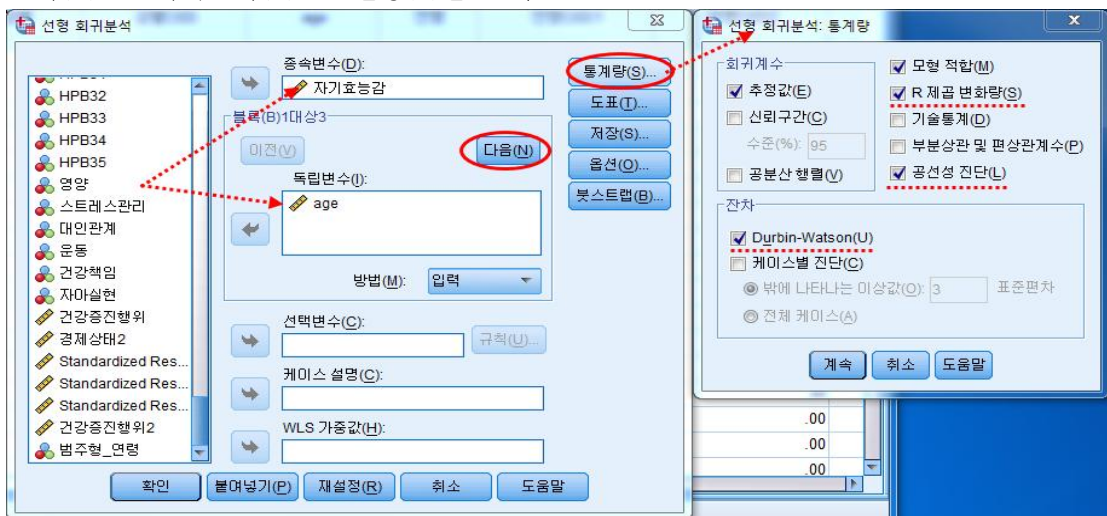 선형 회귀분석
HPB32
HPB33
HPB34
HPB35
영양
스트레스관리
대인관계
운동
건강책임
자아실현
건강증진행위
경제상태2
Standardized Res...
Standardized Res...
Standardized Res...
건강증진행위2
범주형_연령
종속변수(D):
자기효능감
블록(B)1대상3
이전(V)
다음(N)
독립변수(I):
age
방법(M): 입력
선택변수(C):
규칙(U)...
케이스 설명(C):
WLS 가중값(H):
통계량(S)...
도표(T)...
저장(S)...
옵션(O)...
붓스트랩(B)...
확인 붙여넣기(P) 재설정(R) 취소 도움말
선형 회귀분석: 통계량
회귀계수
추정값(E)
신뢰구간(C)
수준(%): 95
공분산 행렬(V)
모형 적합(M)
R 제곱 변화량(S)
기술통계(D)
부분상관 및 편상관계수(P)
공선성 진단(L)
잔차
Durbin-Watson(U)
케이스별 진단(C)
밖에 나타나는 이상값(O): 3 표준편차
전체 케이스(A)
계속 취소 도움말
.00
.00
.00